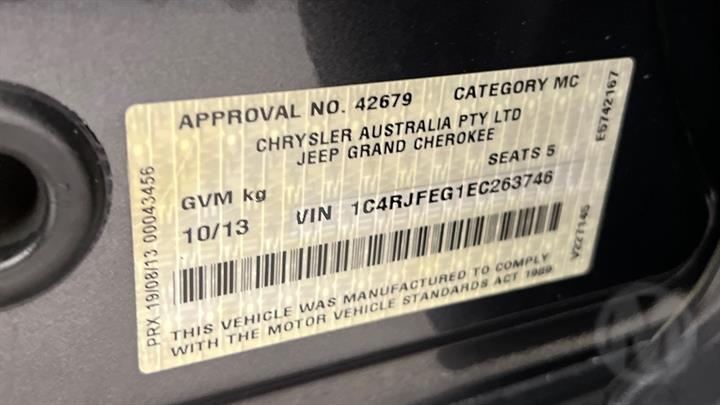 APPROVAL NO. 42679 CATEGORY MC
CHRYSLER AUSTRALIA PTY LTD
JEEP GRAND CHEROKEE
SEATS 5
GVM kg
10/13 VIN 1C4RJFEG1EC263746
THIS VEHICLE WAS MANUFACTURED TO COMPLY
WITH THE MOTOR VEHICLE STANDARDS ACT 1989
PRX 19/08/13 00043456
E5742167
V227145
M